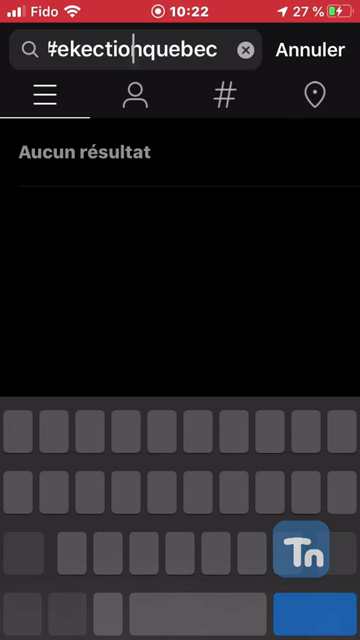 Fido 10:22 27 %
#ekectionquebec Annuler
#
Aucun résultat
Tn